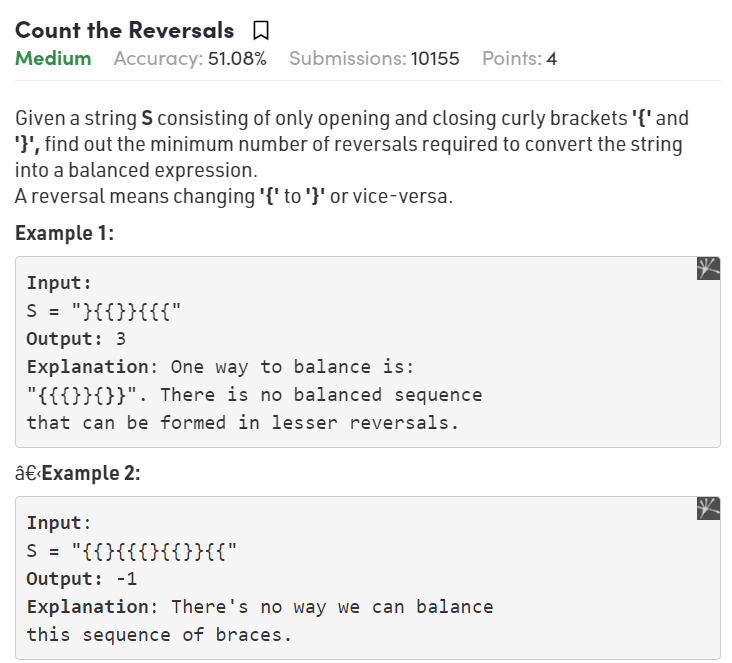 Count the Reversals
Medium Accuracy: 51.08% Submissions: 10155 Points: 4
Given a string S consisting of only opening and closing curly brackets '{' and
'}', find out the minimum number of reversals required to convert the string
into a balanced expression.
A reversal means changing '{' to '}' or vice-versa.
Example 1:
Input:
S = "}{{}}{{{"
Output: 3
Explanation: One way to balance is:
"{{{}}{}}". There is no balanced sequence
that can be formed in lesser reversals.
â€‹Example 2:
Input:
S = "{{}{{{}{{}}{{"
Output: -1
Explanation: There's no way we can balance
this sequence of braces.